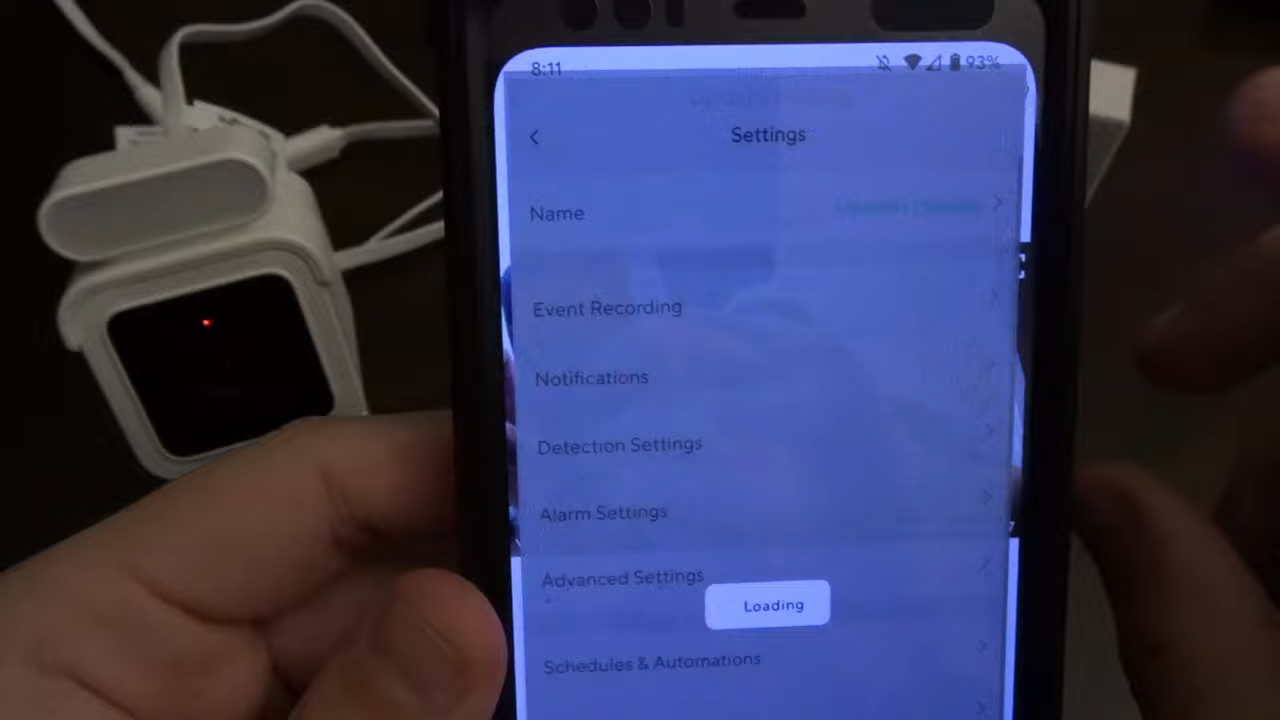 8:11 93%
Settings
Name
Event Recording
Notifications
Detection Settings
Alarm Settings
Advanced Settings
Loading
Schedules & Automations